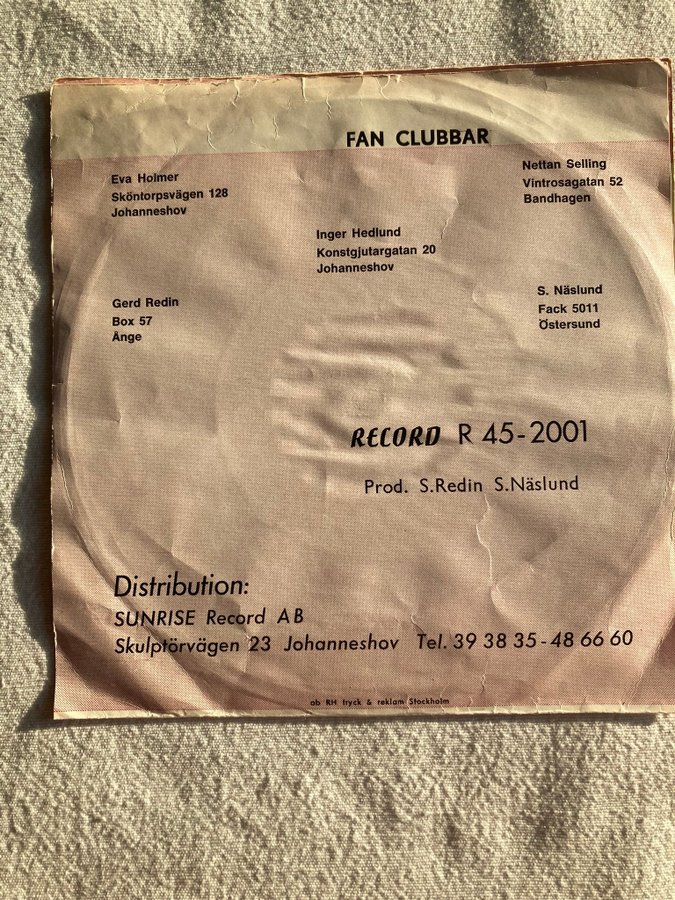 FAN CLUBBAR
Eva Holmer
Sköntorpsvägen 128
Johanneshov
Nettan Selling
Vintrosagatan 52
Bandhagen
Inger Hedlund
Konstgjutargatan 20
Johanneshov
Gerd Redin
Box 57
Ånge
S. Näslund
Fack 5011
Östersund
RECORD R 45-2001
Prod. S.Redin S.Näslund
Distribution:
SUNRISE Record AB
Skulptörvägen 23 Johanneshov Tel. 39 38 35 - 48 66 60
ab RH tryck & reklam Stockholm